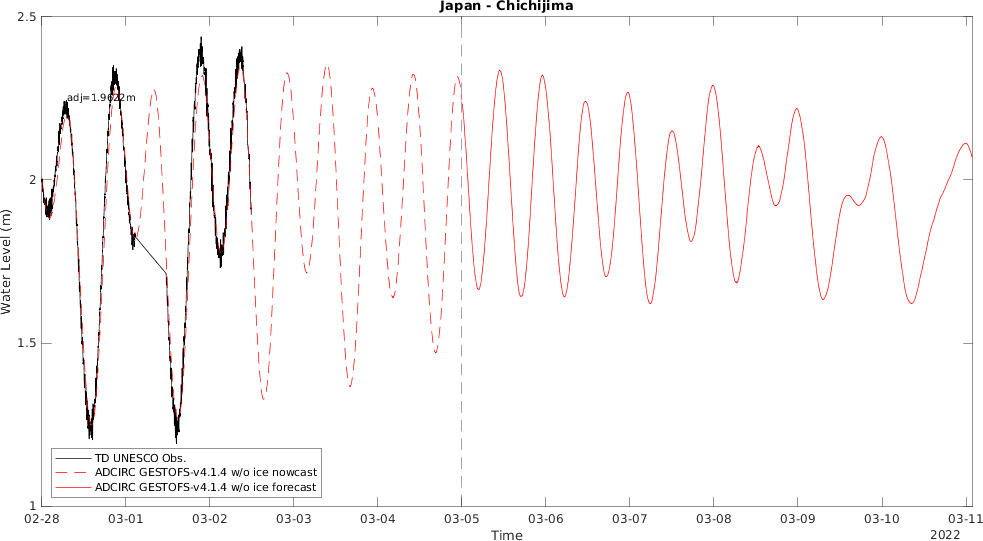 Japan - Chichijima
2.5
2
1.5
1
Water Level (m)
adj=1.9622m
TD UNESCO Obs.
ADCIRC GESTOFS-v4.1.4 w/o ice nowcast
ADCIRC GESTOFS-v4.1.4 w/o ice forecast
02-28 03-01 03-02 03-03 03-04 03-05 03-06 03-07 03-08 03-09 03-10 03-11
Time
2022